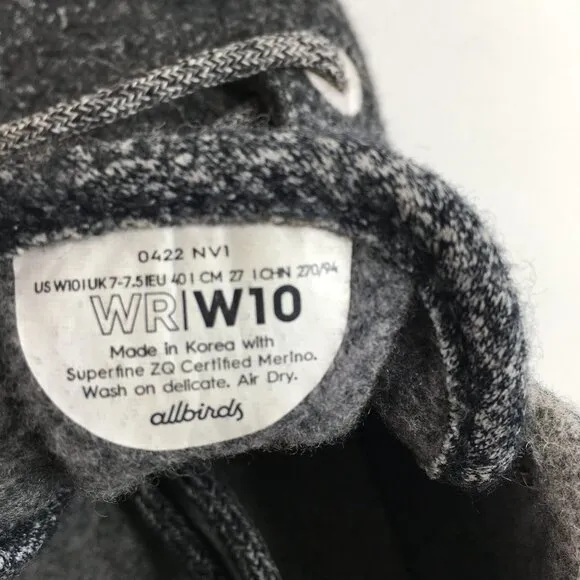 0422 NV1
US W10 | UK 7-7.5 | EU 40 | CM 27 | CHN 270/94
WR|W10
Made in Korea with
Superfine ZQ Certified Merino.
Wash on delicate. Air Dry.
allbirds